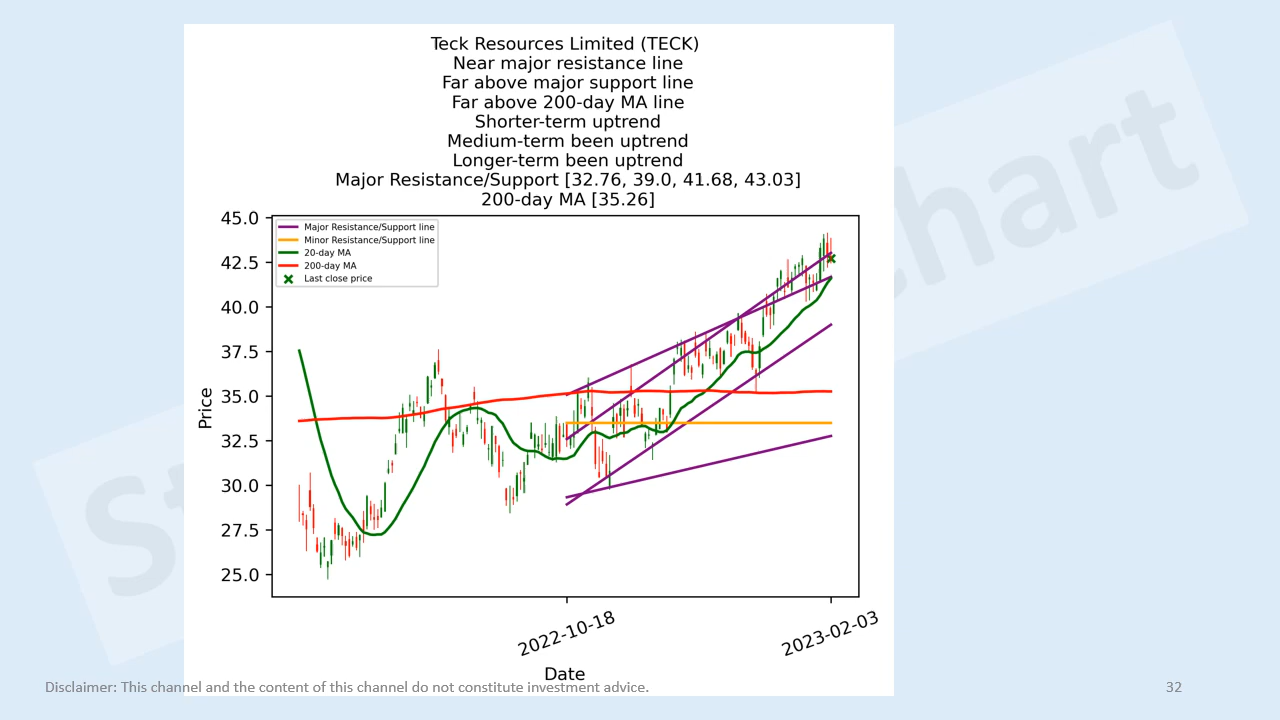 Teck Resources Limited (TECK)
Near major resistance line
Far above major support line
Far above 200-day MA line
Shorter-term uptrend
Medium-term been uptrend
Longer-term been uptrend
Major Resistance/Support [32.76, 39.0, 41.68, 43.03]
200-day MA [35.26]
Major Resistance/Support line
Minor Resistance/Support line
20-day MA
200-day MA
Last close price
45.0
42.5
40.0
37.5
35.0
32.5
30.0
27.5
25.0
Price
2022-10-18
2023-02-03
Date
Disclaimer: This channel and the content of this channel do not constitute investment advice.
32